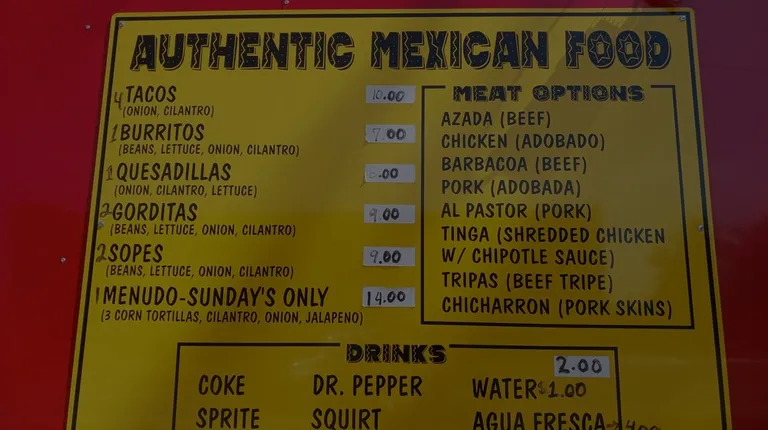 AUTHENTIC MEXICAN FOOD
4 TACOS 10.00
(ONION, CILANTRO)
1 BURRITOS 7.00
(BEANS, LETTUCE, ONION, CILANTRO)
1 QUESADILLAS
(ONION, CILANTRO, LETTUCE)
2 GORDITAS 9.00
(BEANS, LETTUCE, ONION, CILANTRO)
2 SOPES 9.00
(BEANS, LETTUCE, ONION, CILANTRO)
1 MENUDO-SUNDAY'S ONLY 14.00
(3 CORN TORTILLAS, CILANTRO, ONION, JALAPENO)
MEAT OPTIONS
AZADA (BEEF)
CHICKEN (ADOBADO)
BARBACOA (BEEF)
PORK (ADOBADA)
AL PASTOR (PORK)
TINGA (SHREDDED CHICKEN
W/ CHIPOTLE SAUCE)
TRIPAS (BEEF TRIPE)
CHICHARRON (PORK SKINS)
DRINKS
2.00
COKE DR. PEPPER WATER $1.00
SPRITE SQUIRT AGUA FRESCA